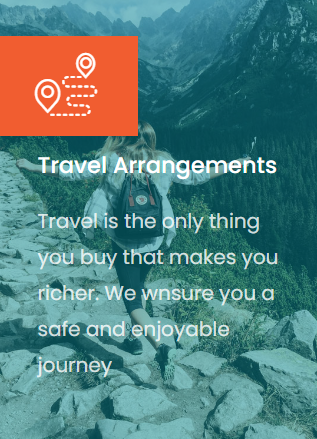 Travel Arrangements
Travel is the only thing
you buy that makes you
richer. We wnsure you a
safe and enjoyable
journey